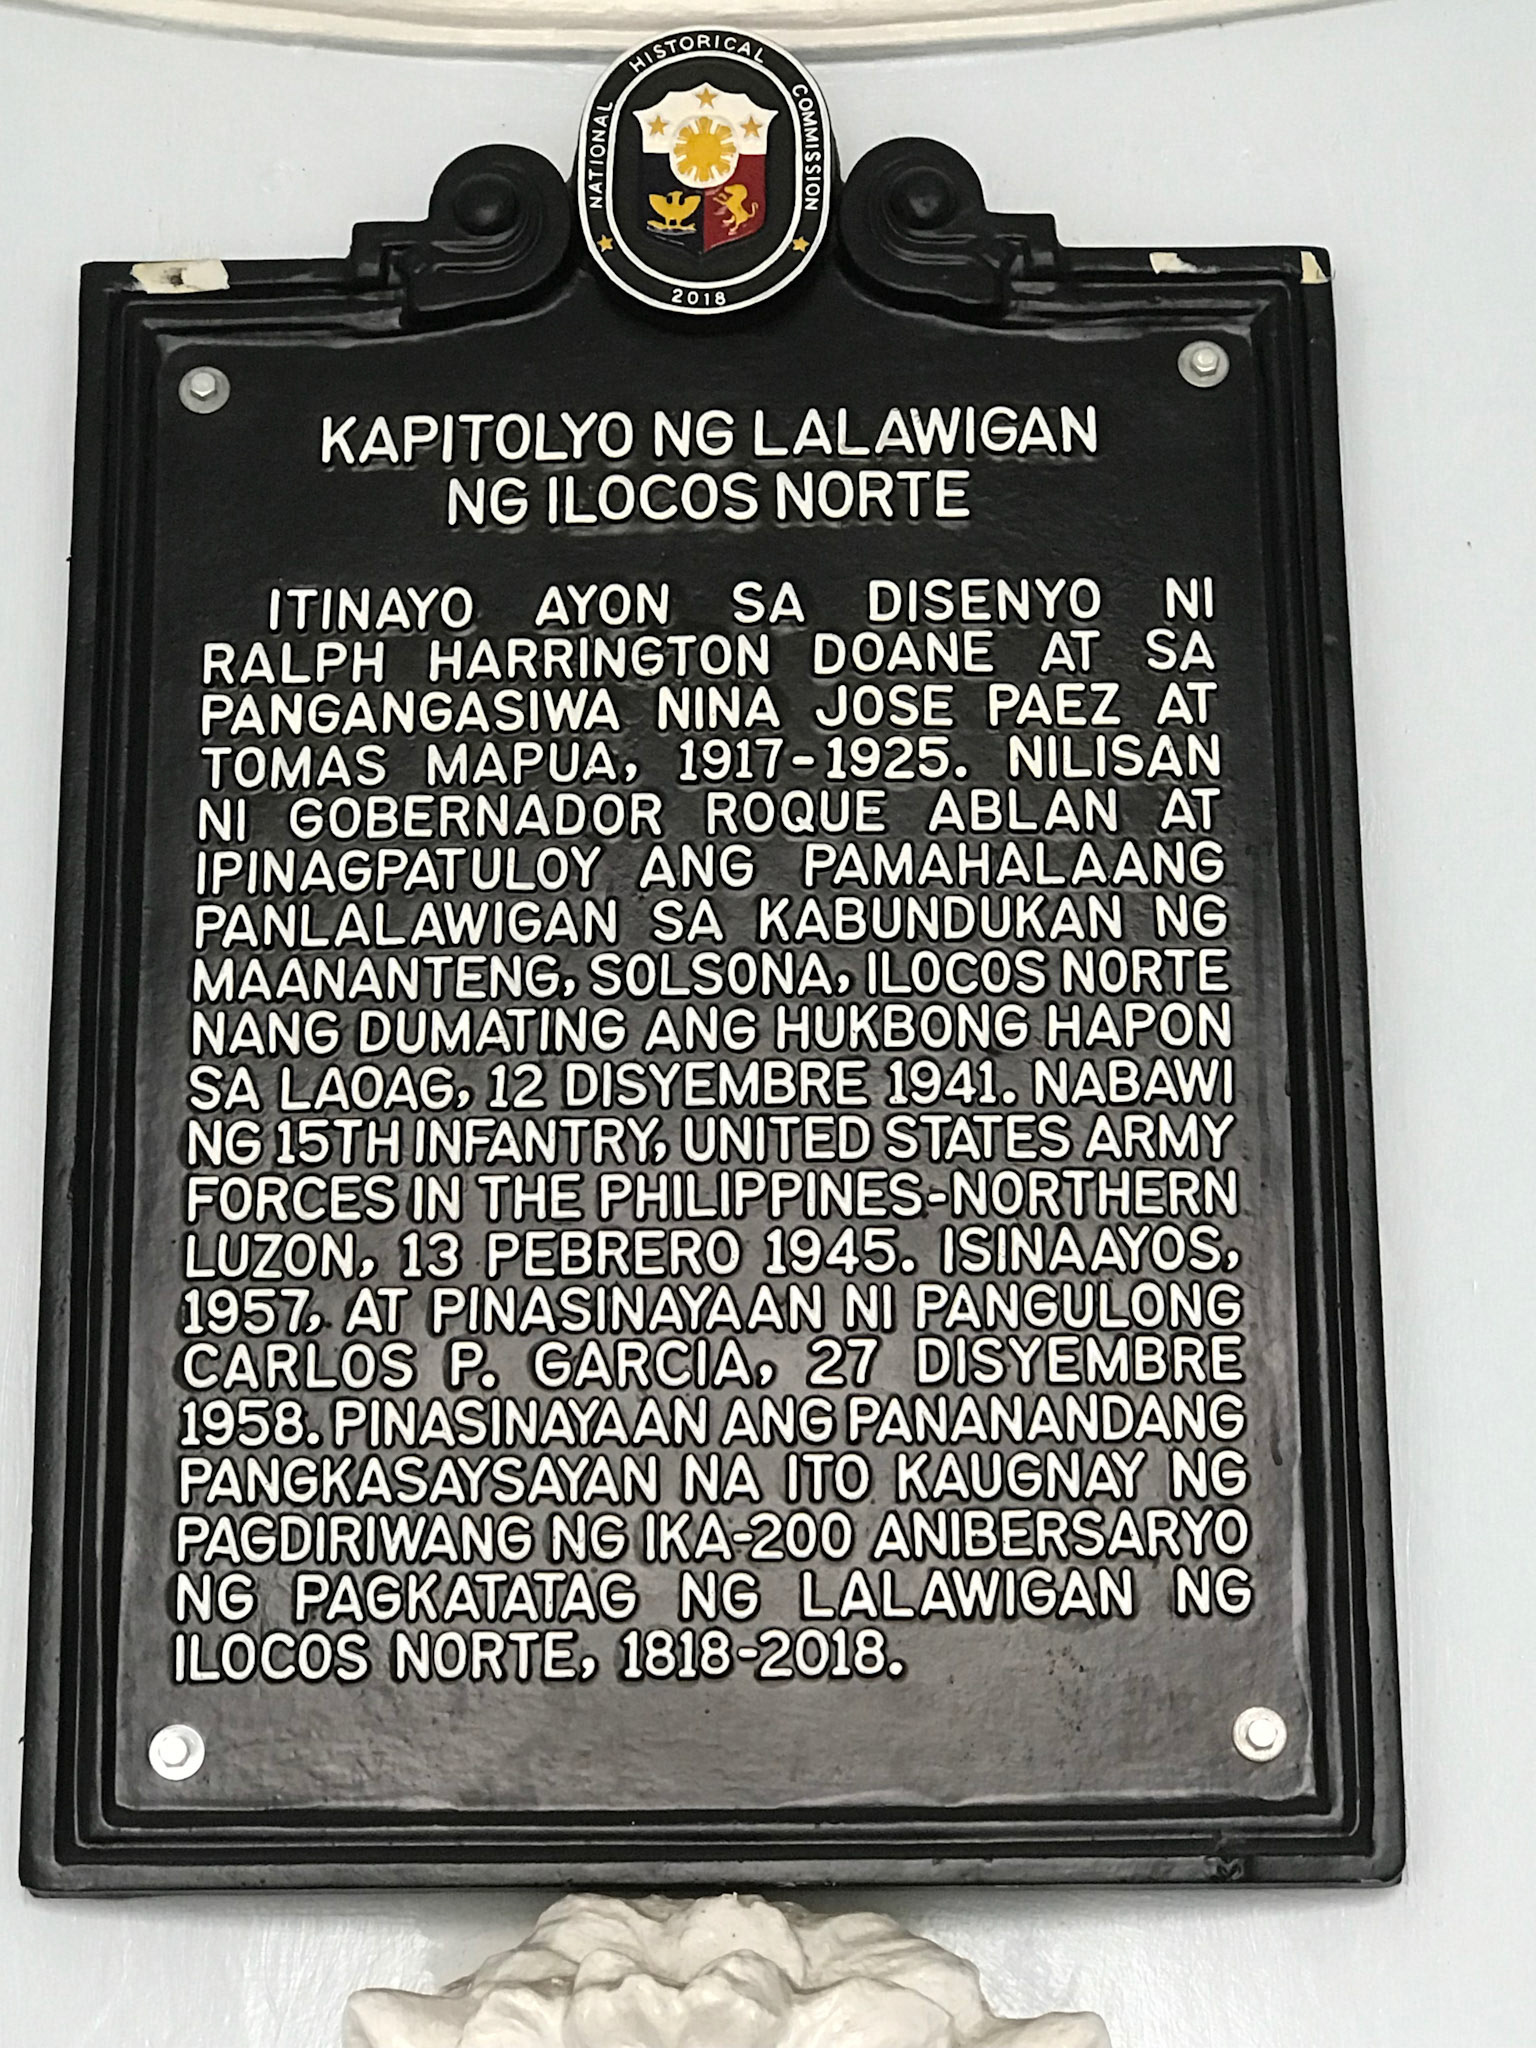 NATIONAL HISTORICAL COMMISSION
2018
KAPITOLYO NG LALAWIGAN
NG ILOCOS NORTE
ITINAYO AYON SA DISENYO NI
RALPH HARRINGTON DOANE AT SA
PANGANGASIWA NINA JOSE PAEZ AT
TOMAS MAPUA, 1917-1925. NILISAN
NI GOBERNADOR ROQUE ABLAN AT
IPINAGPATULOY ANG PAMAHALAANG
PANLALAWIGAN SA KABUNDUKAN NG
MAANANTENG, SOLSONA, ILOCOS NORTE
NANG DUMATING ANG HUKBONG HAPON
SA LAOAG, 12 DISYEMBRE 1941. NABAWI
NG 15TH INFANTRY, UNITED STATES ARMY
FORCES IN THE PHILIPPINES-NORTHERN
LUZON, 13 PEBRERO 1945. ISINAAYOS,
1957, AT PINASINAYAAN NI PANGULONG
CARLOS P. GARCIA, 27 DISYEMBRE
1958. PINASINAYAAN ANG PANANANDANG
PANGKASAYSAYAN NA ITO KAUGNAY NG
PAGDIRIWANG NG IKA-200 ANIBERSARYO
NG PAGKATATAG NG LALAWIGAN NG
ILOCOS NORTE, 1818-2018.